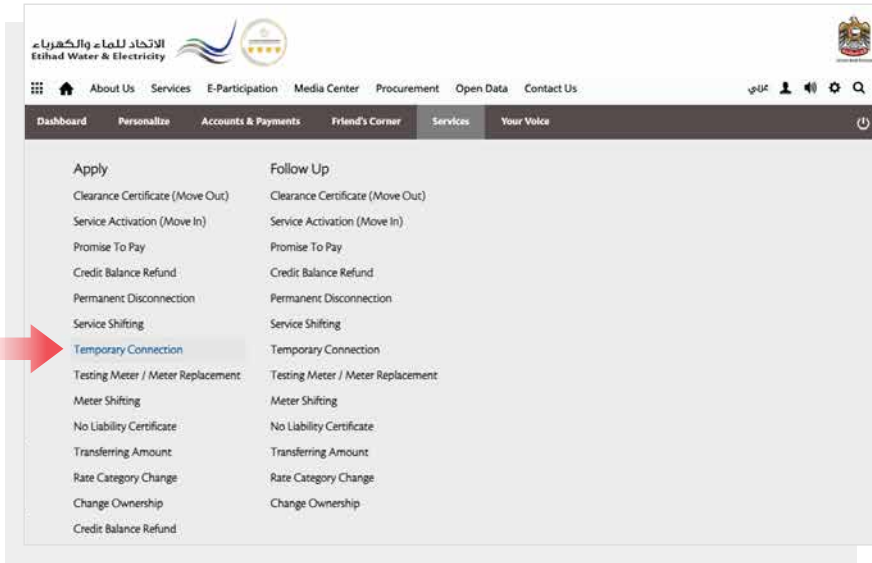 الاتحاد للماء والكهرباء
Etihad Water & Electricity
About Us Services E-Participation Media Center Procurement Open Data Contact Us عربي
Dashboard Personalize Accounts & Payments Friend's Corner Services Your Voice
Apply
Clearance Certificate (Move Out)
Service Activation (Move In)
Promise To Pay
Credit Balance Refund
Permanent Disconnection
Service Shifting
Temporary Connection
Testing Meter / Meter Replacement
Meter Shifting
No Liability Certificate
Transferring Amount
Rate Category Change
Change Ownership
Credit Balance Refund
Follow Up
Clearance Certificate (Move Out)
Service Activation (Move In)
Promise To Pay
Credit Balance Refund
Permanent Disconnection
Service Shifting
Temporary Connection
Testing Meter / Meter Replacement
Meter Shifting
No Liability Certificate
Transferring Amount
Rate Category Change
Change Ownership